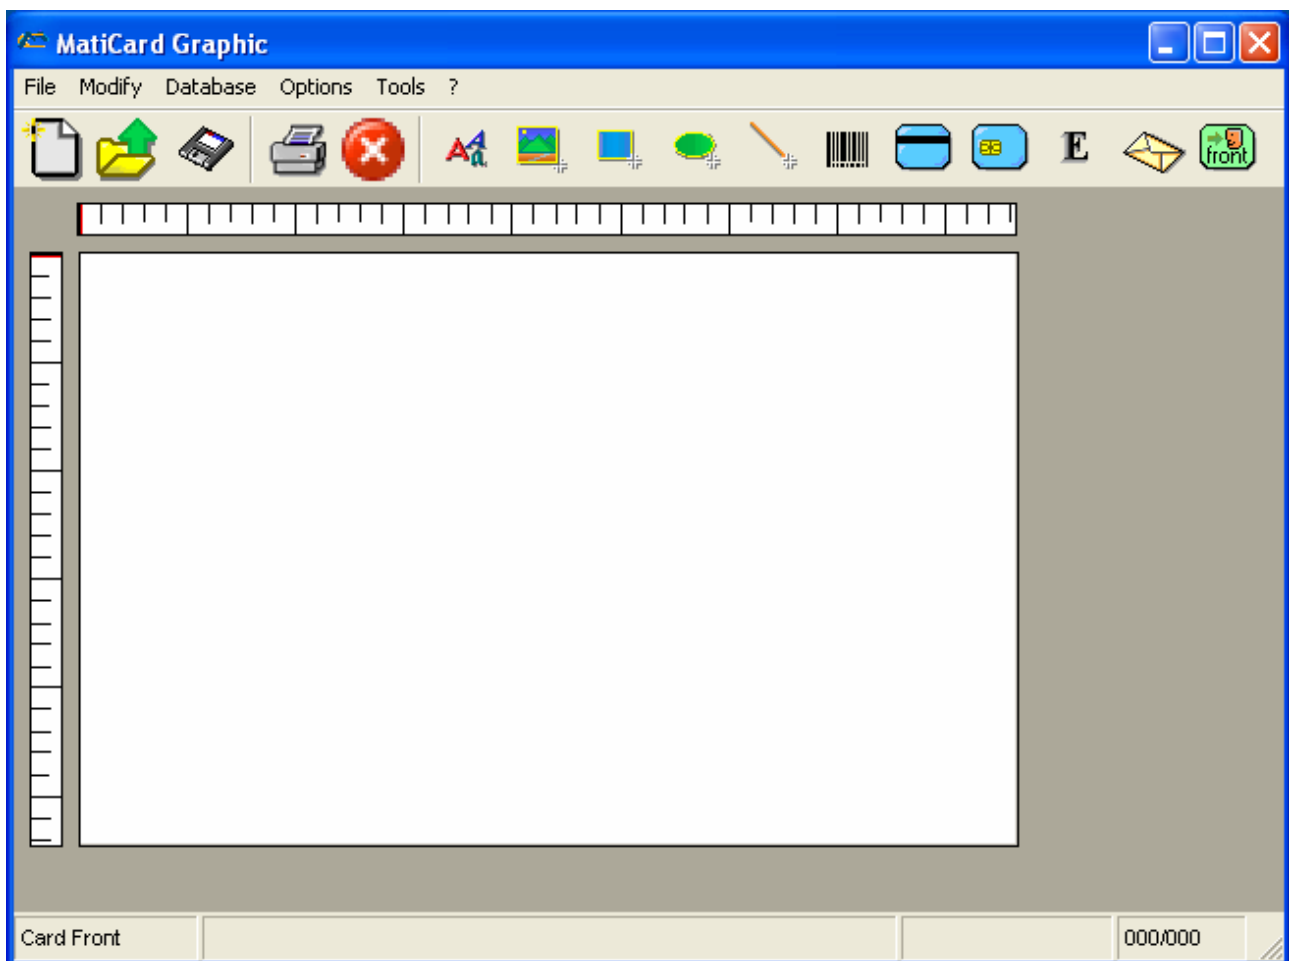 MatiCard Graphic
File Modify Database Options Tools ?
A A a E front
Card Front 000/000